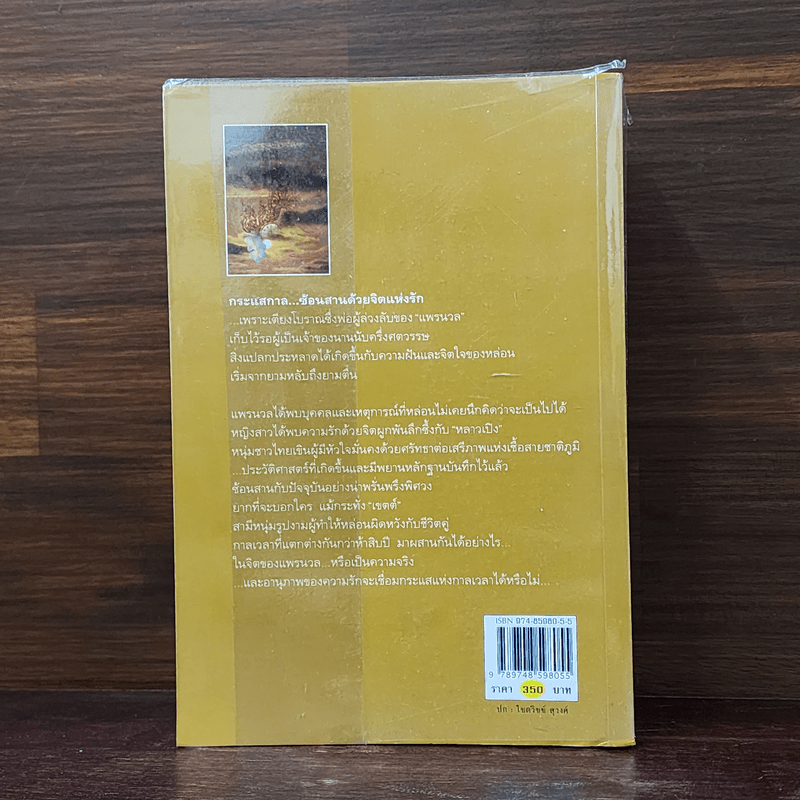 กระแสกาล...ซ้อนสานด้วยจิตแห่งรัก
...เพราะเตียงโบราณซึ่งพ่อผู้ล่วงลับของ "แพรนวล"
เก็บไว้รอผู้เป็นเจ้าของนานนับครึ่งศตวรรษ
สิ่งแปลกประหลาดได้เกิดขึ้นกับความฝันและจิตใจของหล่อน
เริ่มจากยามหลับถึงยามตื่น
แพรนวลได้พบบุคคลและเหตุการณ์ที่หล่อนไม่เคยนึกคิดว่าจะเป็นไปได้
หญิงสาวได้พบความรักด้วยจิตผูกพันลึกซึ้งกับ "หลาวเปิง"
หนุ่มชาวไทยเขินผู้มีหัวใจมั่นคงด้วยศรัทธาต่อเสรีภาพแห่งเชื้อสายชาติภูมิ
...ประวัติศาสตร์ที่เกิดขึ้นและมีพยานหลักฐานบันทึกไว้แล้ว
ซ้อนสานกับปัจจุบันอย่างน่าพรั่นพรึงพิศวง
ยากที่จะบอกใคร แม้กระทั่ง "เขตต์"
สามีหนุ่มรูปงามผู้ทำให้หล่อนผิดหวังกับชีวิตคู่
กาลเวลาที่แตกต่างกันกว่าห้าสิบปี มาผสานกันได้อย่างไร...
ในจิตของแพรนวล...หรือเป็นความจริง
...และอานุภาพของความรักจะเชื่อมกระแสแห่งกาลเวลาได้หรือไม่...
ISBN 974-85980-5-5
9 789748 598055
ราคา 350 บาท
ปก : โชตวิชช์ สุวงศ์